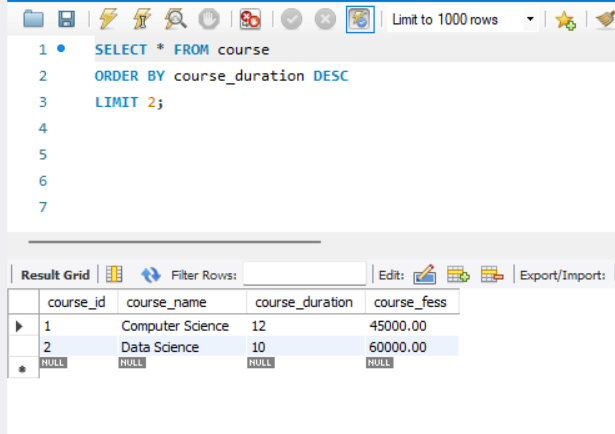 Limit to 1000 rows
1 SELECT * FROM course
2 ORDER BY course_duration DESC
3 LIMIT 2;
4
5
6
7
Result Grid Filter Rows: Edit: Export/Import:
course_id course_name course_duration course_fess
1 Computer Science 12 45000.00
2 Data Science 10 60000.00
NULL NULL NULL NULL